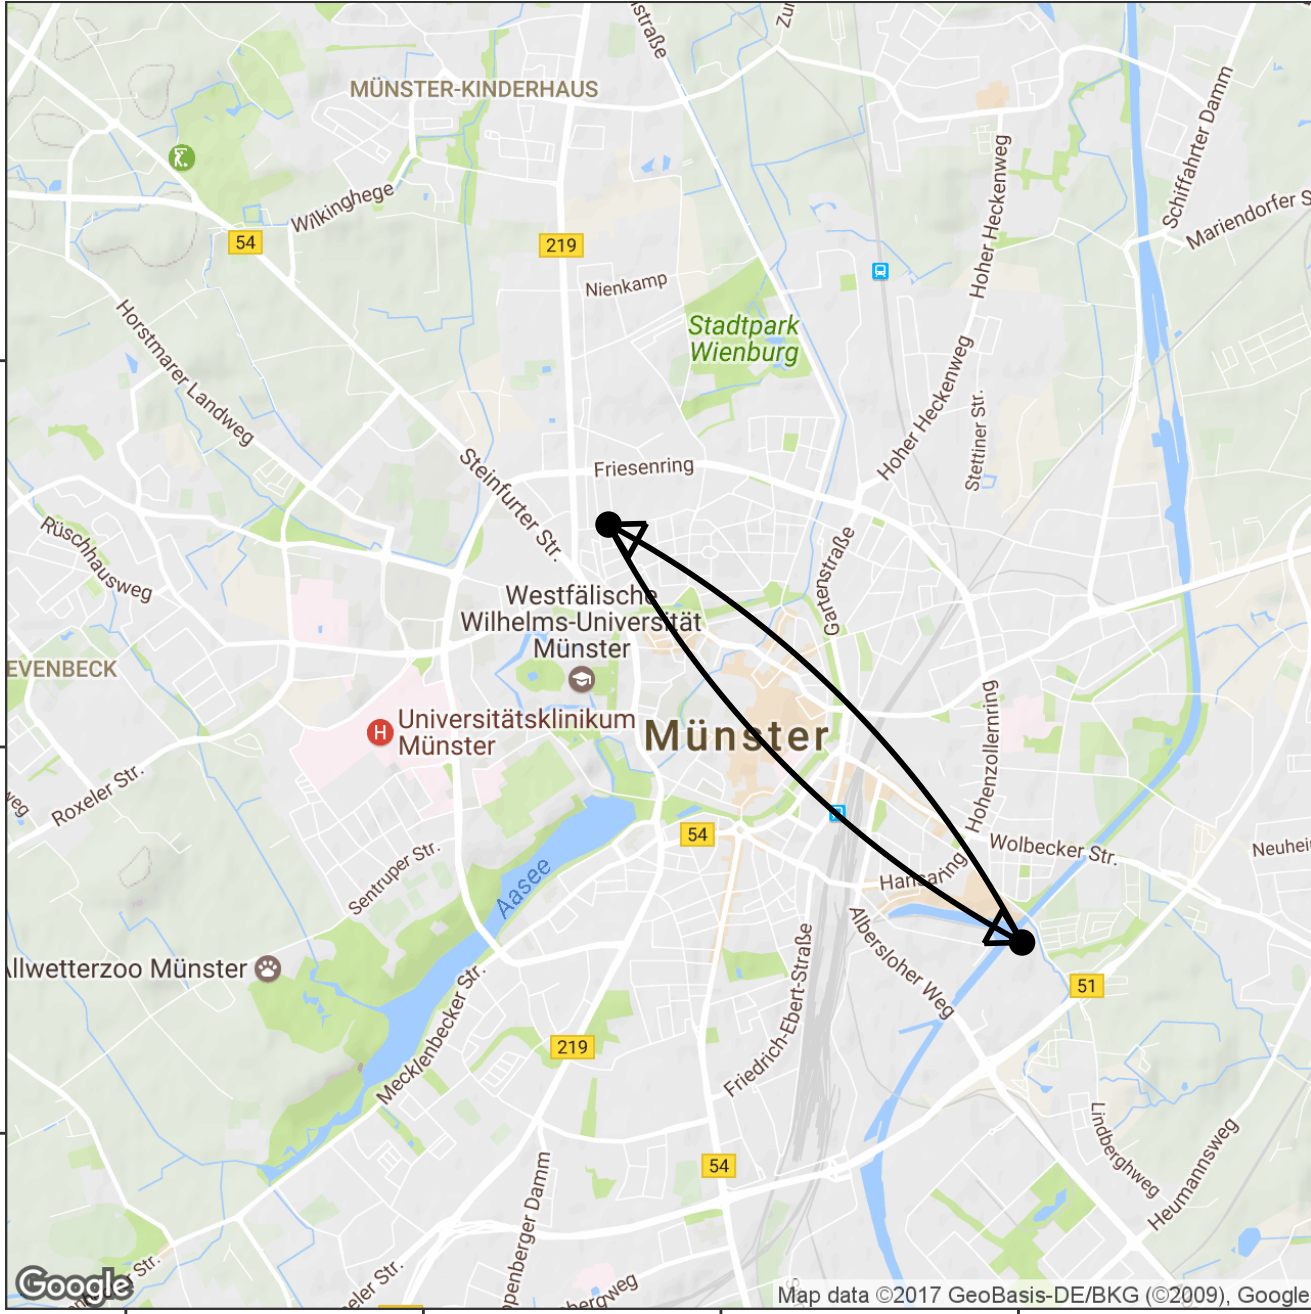 MÜNSTER-KINDERHAUS
Schiffahrter Damm
Hoher Heckenweg
Wilkinghege
Mariendorfer S
54
219
Nienkamp
Stadtpark
Wienburg
Horstmarer Landweg
Hoher Heckenweg
Stettiner Str.
Steinfurter Str.
Friesenring
Rüschhausweg
Gartenstraße
Westfälische
Wilhelms-Universität
Münster
EVENBECK
Universitätsklinikum
Münster
H
Münster
Hohenzollernring
Roxeler Str.
weg
54
Wolbecker Str.
Neuhei
Sentruper Str.
Aasee
Hansaring
Albersloher Weg
Friedrich-Ebert-Straße
Allwetterzoo Münster
51
Mecklenbecker Str.
219
Lindberghweg
Heumannsweg
54
Google
Map data ©2017 GeoBasis-DE/BKG (©2009), Google